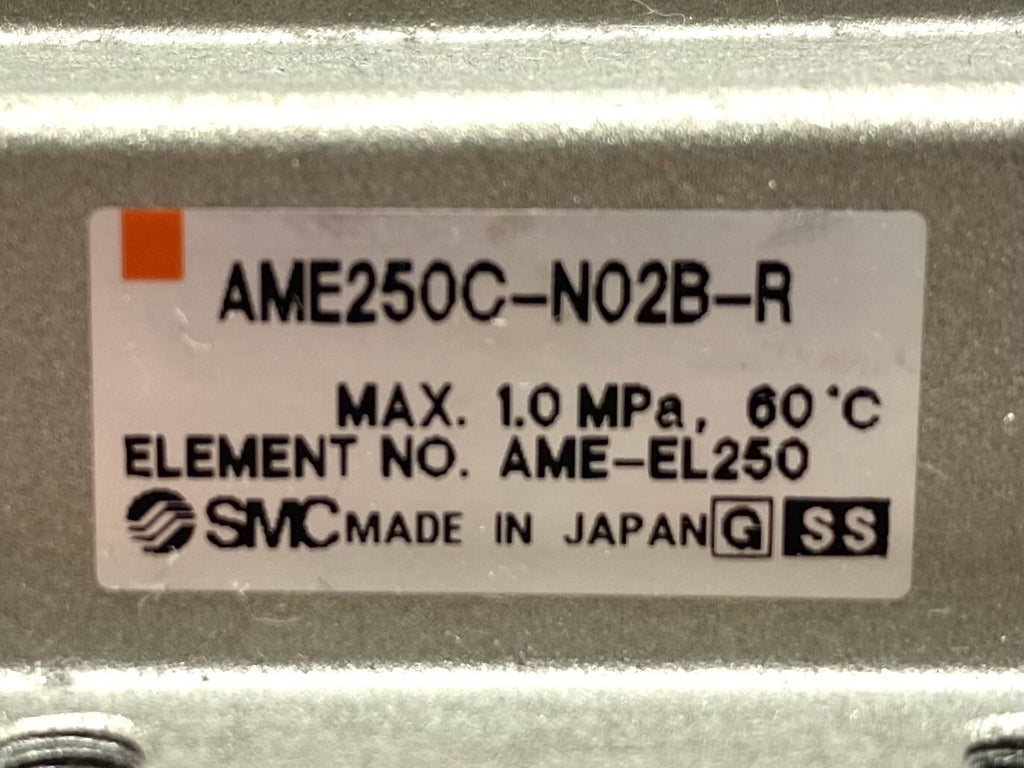 AME250C-N02B-R
MAX. 1.0 MPa, 60°C
ELEMENT NO. AME-EL250
SMC MADE IN JAPAN G SS